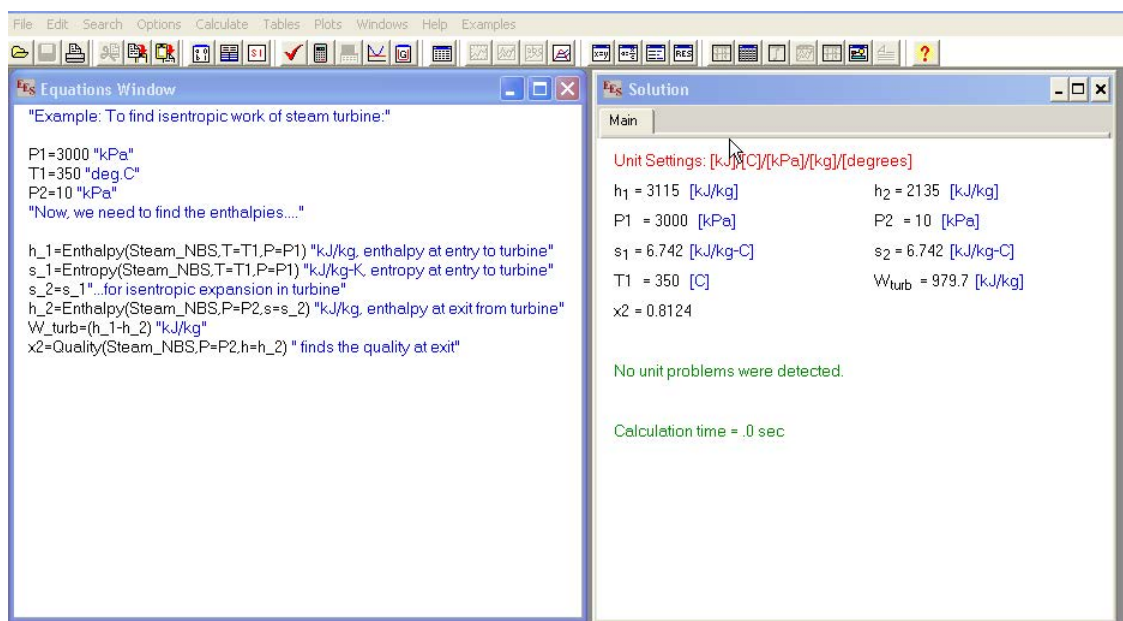 File Edit Search Options Calculate Tables Plots Windows Help Examples
EES Equations Window
"Example: To find isentropic work of steam turbine:"
P1=3000 "kPa"
T1=350 "deg.C"
P2=10 "kPa"
"Now, we need to find the enthalpies...."
h_1=Enthalpy(Steam_NBS,T=T1,P=P1) "kJ/kg, enthalpy at entry to turbine"
s_1=Entropy(Steam_NBS,T=T1,P=P1) "kJ/kg-K, entropy at entry to turbine"
s_2=s_1"...for isentropic expansion in turbine"
h_2=Enthalpy(Steam_NBS,P=P2,s=s_2) "kJ/kg, enthalpy at exit from turbine"
W_turb=(h_1-h_2) "kJ/kg"
x2=Quality(Steam_NBS,P=P2,h=h_2) " finds the quality at exit"
EES Solution
Main
Unit Settings: [kJ]/[C]/[kPa]/[kg]/[degrees]
h1 = 3115 [kJ/kg] h2 = 2135 [kJ/kg]
P1 = 3000 [kPa] P2 = 10 [kPa]
s1 = 6.742 [kJ/kg-C] s2 = 6.742 [kJ/kg-C]
T1 = 350 [C] Wturb = 979.7 [kJ/kg]
x2 = 0.8124
No unit problems were detected.
Calculation time = .0 sec